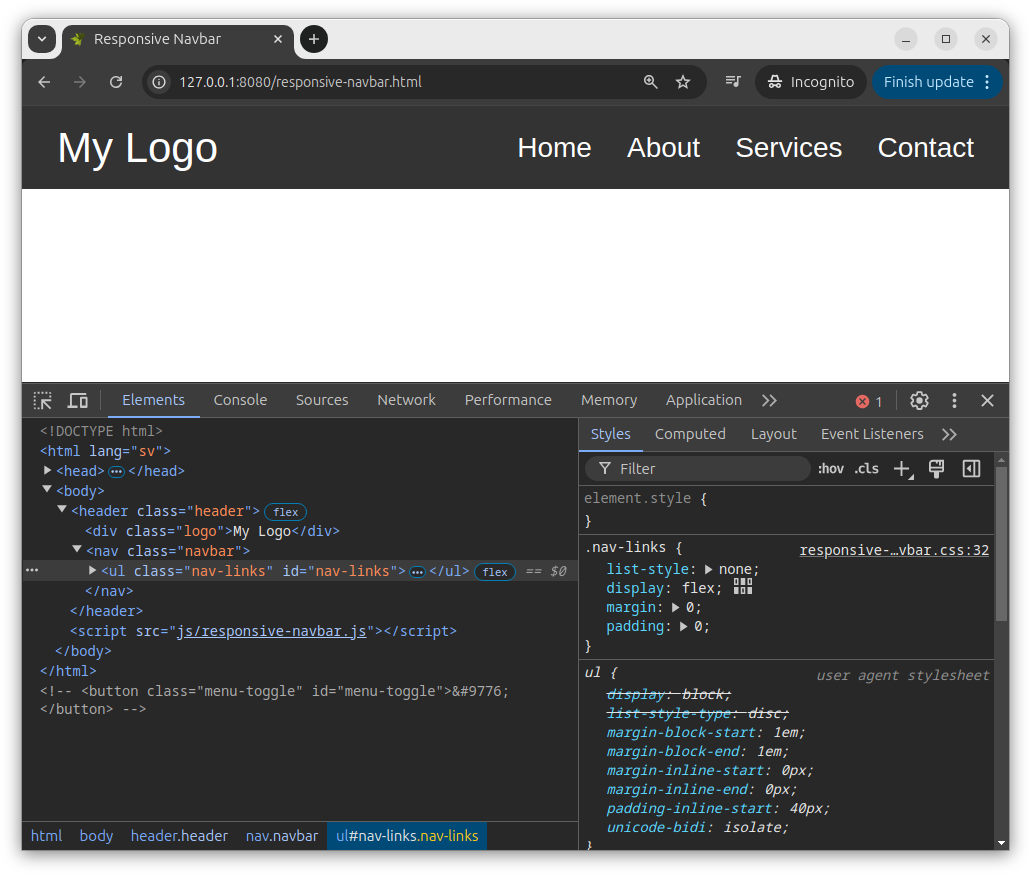 Responsive Navbar
127.0.0.1:8080/responsive-navbar.html
Incognito
Finish update
My Logo
Home About Services Contact
Elements Console Sources Network Performance Memory Application 1
<!DOCTYPE html>
<html lang="sv">
<head> ••• </head>
<body>
<header class="header"> flex
<div class="logo">My Logo</div>
<nav class="navbar">
••• <ul class="nav-links" id="nav-links"> ••• </ul> flex == $0
</nav>
</header>
<script src="js/responsive-navbar.js"></script>
</body>
</html>
<!-- <button class="menu-toggle" id="menu-toggle">&#9776;
</button> -->
html body header.header nav.navbar ul#nav-links.nav-links
Styles Computed Layout Event Listeners
Filter :hov .cls
element.style {
}
.nav-links { responsive-…vbar.css:32
list-style: none;
display: flex;
margin: 0;
padding: 0;
}
ul { user agent stylesheet
display: block;
list-style-type: disc;
margin-block-start: 1em;
margin-block-end: 1em;
margin-inline-start: 0px;
margin-inline-end: 0px;
padding-inline-start: 40px;
unicode-bidi: isolate;
}